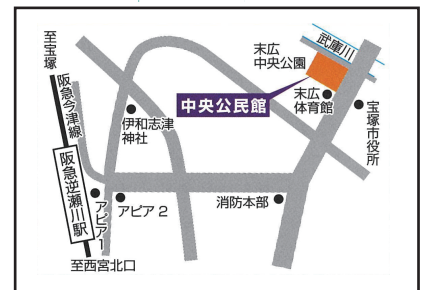 至宝塚
阪急今津線
阪急逆瀬川駅
至西宮北口
アピア1
アピア2
伊和志津
神社
中央公民館
末広
中央公園
武庫川
末広
体育館
宝塚市役所
消防本部